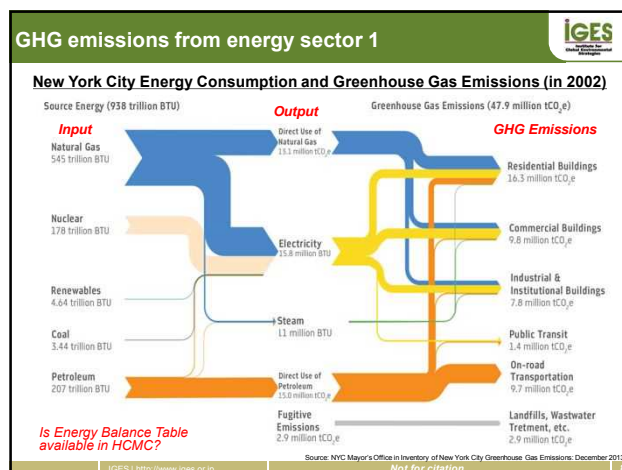 GHG emissions from energy sector 1
IGES
Institute for
Global Environmental
Strategies
New York City Energy Consumption and Greenhouse Gas Emissions (in 2002)
Source Energy (938 trillion BTU)
Output
Greenhouse Gas Emissions (47.9 million tCO2e)
Input
GHG Emissions
Natural Gas
545 trillion BTU
Nuclear
178 trillion BTU
Renewables
4.64 trillion BTU
Coal
3.44 trillion BTU
Petroleum
207 trillion BTU
Direct Use of
Natural Gas
13.1 million tCO2e
Electricity
15.8 million BTU
Steam
11 million BTU
Direct Use of
Petroleum
15.0 million tCO2e
Fugitive
Emissions
2.9 million tCO2e
Residential Buildings
16.3 million tCO2e
Commercial Buildings
9.8 million tCO2e
Industrial &
Institutional Buildings
7.8 million tCO2e
Public Transit
1.4 million tCO2e
On-road
Transportation
9.7 million tCO2e
Landfills, Wastwater
Tretment, etc.
2.9 million tCO2e
Is Energy Balance Table
available in HCMC?
Source: NYC Mayor's Office in Inventory of New York City Greenhouse Gas Emissions: December 2013
IGES | http://www.iges.or.jp
Not for citation